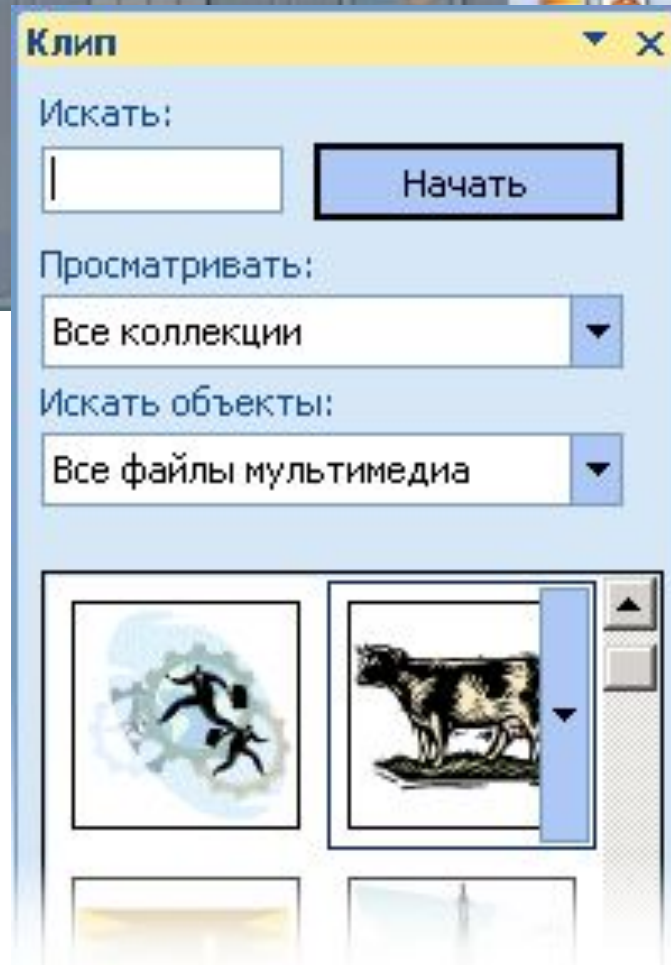 Клип
Искать:
Начать
Просматривать:
Все коллекции
Искать объекты:
Все файлы мультимедиа